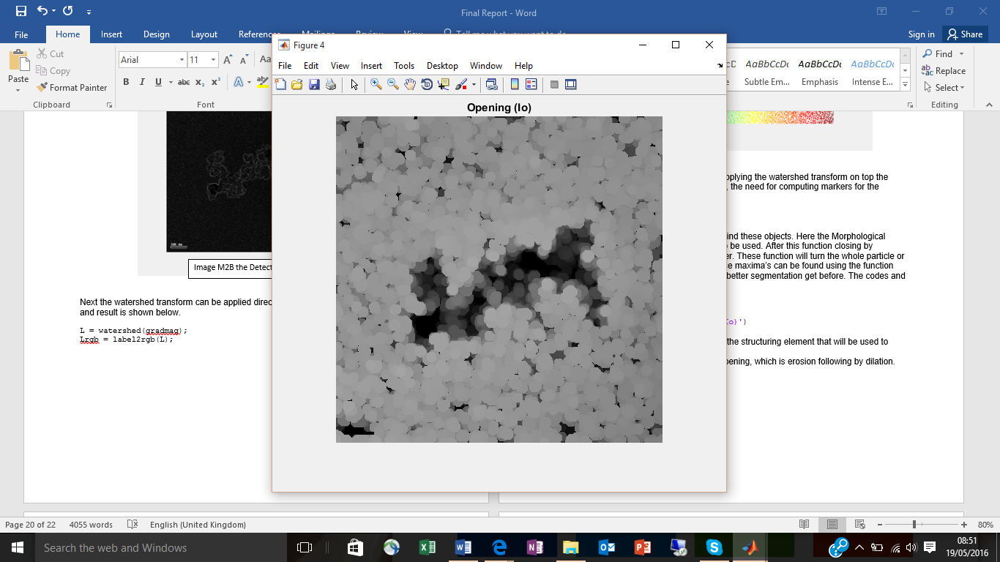 Final Report - Word
File
Home
Insert
Design
Layout
References
Mailings
Review
View
Tell me what you want to do
Sign in
Share
Cut
Copy
Paste
Format Painter
Clipboard
Arial
11
A
A
Aa
B
I
U
abc
x₂
x²
A
ab
Font
AaBbCcDc
AaBbCcDc
AaBbCcDc
Subtle Em...
Emphasis
Intense E...
Find
Replace
Select
Editing
Figure 4
File
Edit
View
Insert
Tools
Desktop
Window
Help
Opening (Io)
Image M2B the Detect
Next the watershed transform can be applied direc
and result is shown below.
L = watershed(gradmag);
Lrgb = label2rgb(L);
pplying the watershed transform on top the
, the need for computing markers for the
ind these objects. Here the Morphological
be used. After this function closing by
er. These function will turn the whole particle or
e maxima's can be found using the function
better segmentation get before. The codes and
Io)')
the structuring element that will be used to
pening, which is erosion following by dilation.
Page 20 of 22
4055 words
English (United Kingdom)
80%
Search the web and Windows
08:51
19/05/2016